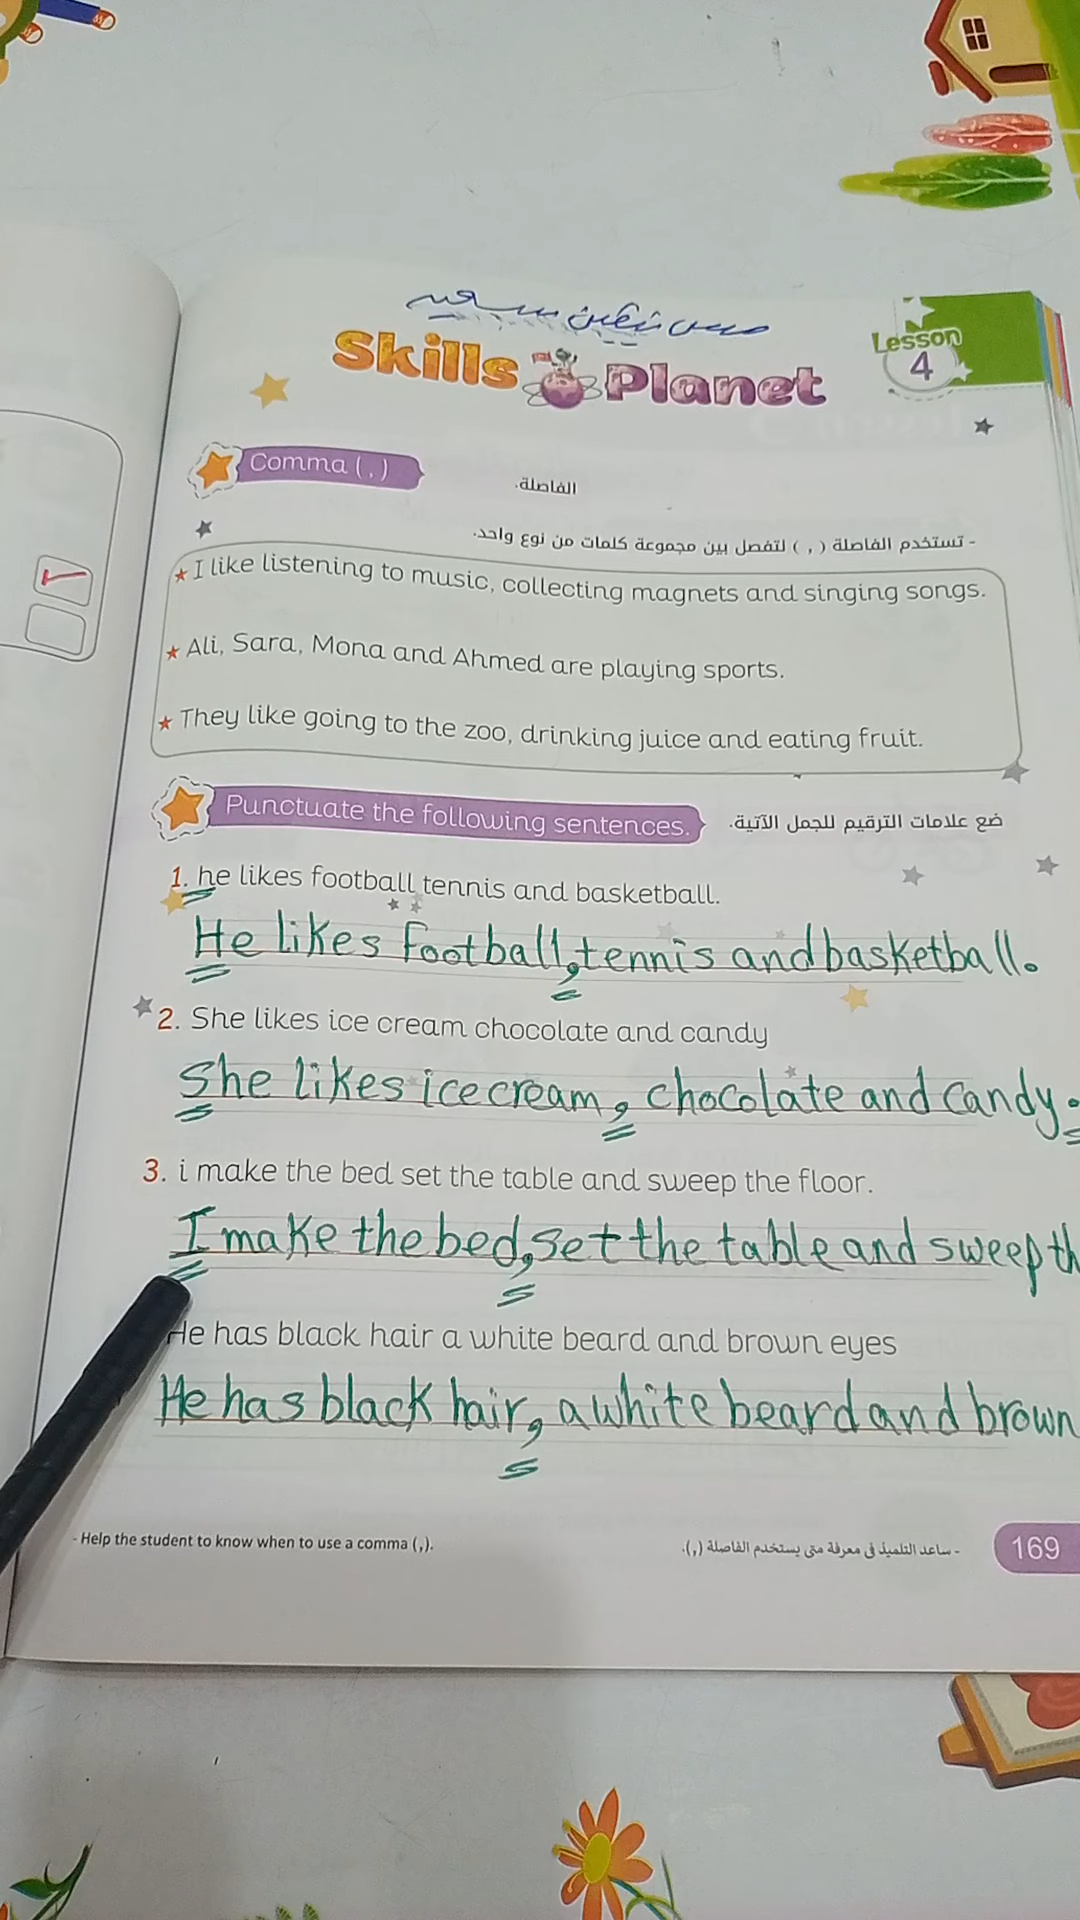 مس نيفين سعيد
Skills Planet
Lesson
4
Comma ( , )
الفاصلة.
- تستخدم الفاصلة ( , ) لتفصل بين مجموعة كلمات من نوع واحد.
I like listening to music, collecting magnets and singing songs.
Ali, Sara, Mona and Ahmed are playing sports.
They like going to the zoo, drinking juice and eating fruit.
Punctuate the following sentences.
ضع علامات الترقيم للجمل الآتية.
1. he likes football tennis and basketball.
He likes football, tennis and basketball.
2. She likes ice cream chocolate and candy
She likes ice cream, chocolate and candy.
3. i make the bed set the table and sweep the floor.
I make the bed, set the table and sweep th
He has black hair a white beard and brown eyes
He has black hair, a white beard and brown
- Help the student to know when to use a comma (,).
- ساعد التلميذ في معرفة متى يستخدم الفاصلة (,).
169